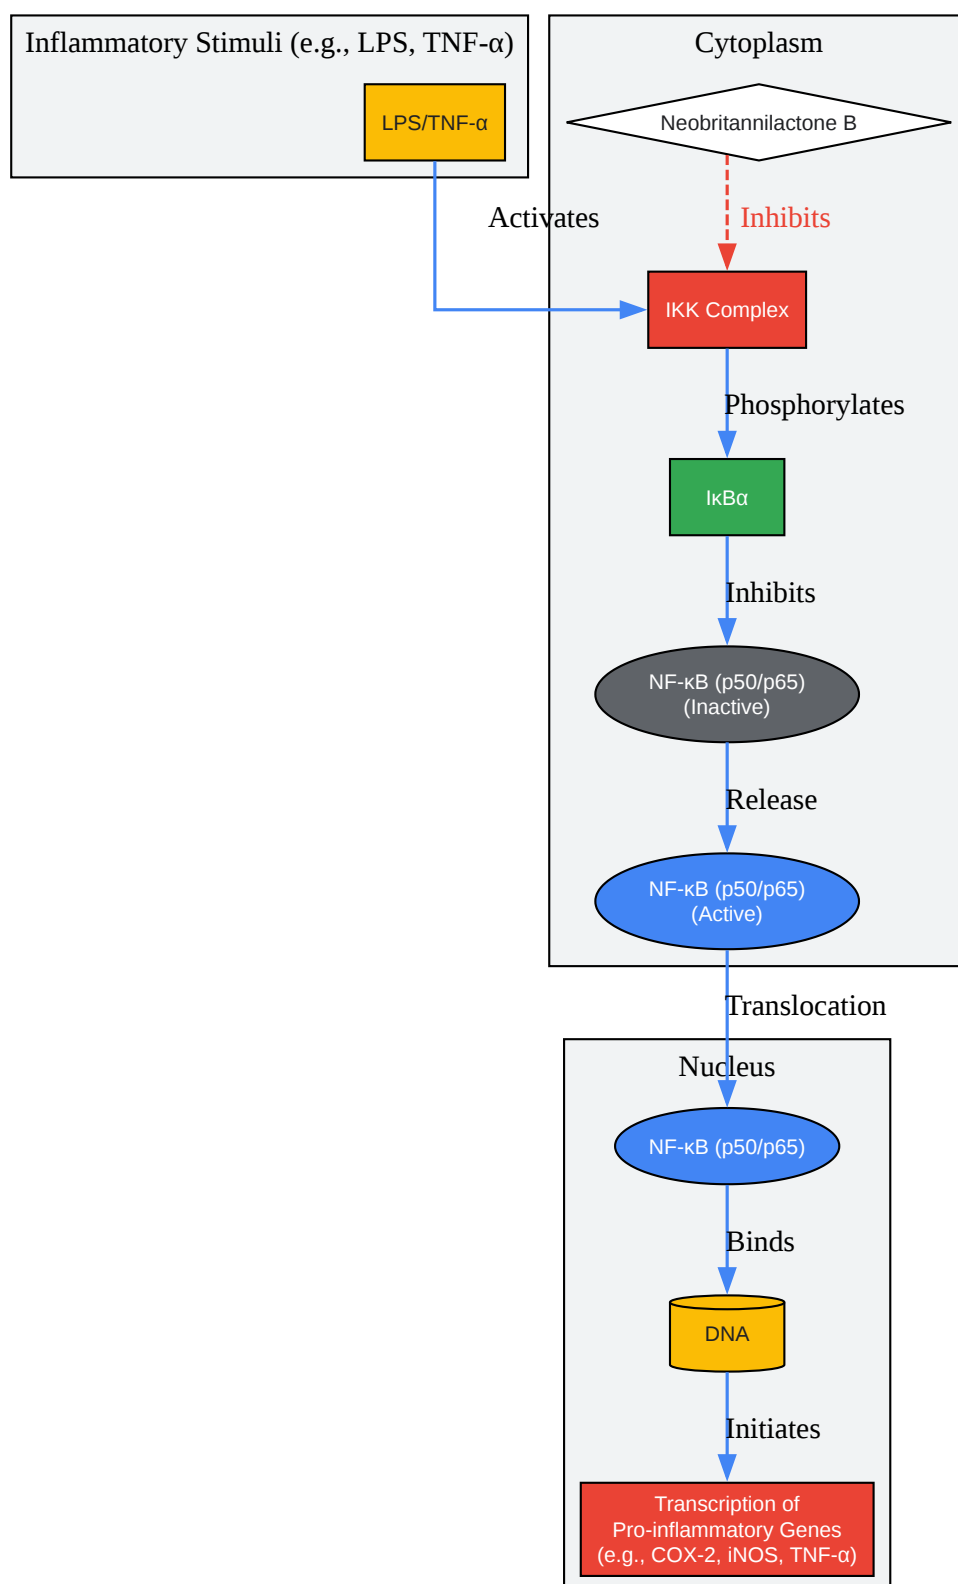 Inflammatory Stimuli (e.g., LPS, TNF-α)
LPS/TNF-α
Cytoplasm
Neobritannilactone B
Activates
Inhibits
IKK Complex
Phosphorylates
IκBα
Inhibits
NF-κB (p50/p65)
(Inactive)
Release
NF-κB (p50/p65)
(Active)
Translocation
Nucleus
NF-κB (p50/p65)
Binds
DNA
Initiates
Transcription of
Pro-inflammatory Genes
(e.g., COX-2, iNOS, TNF-α)